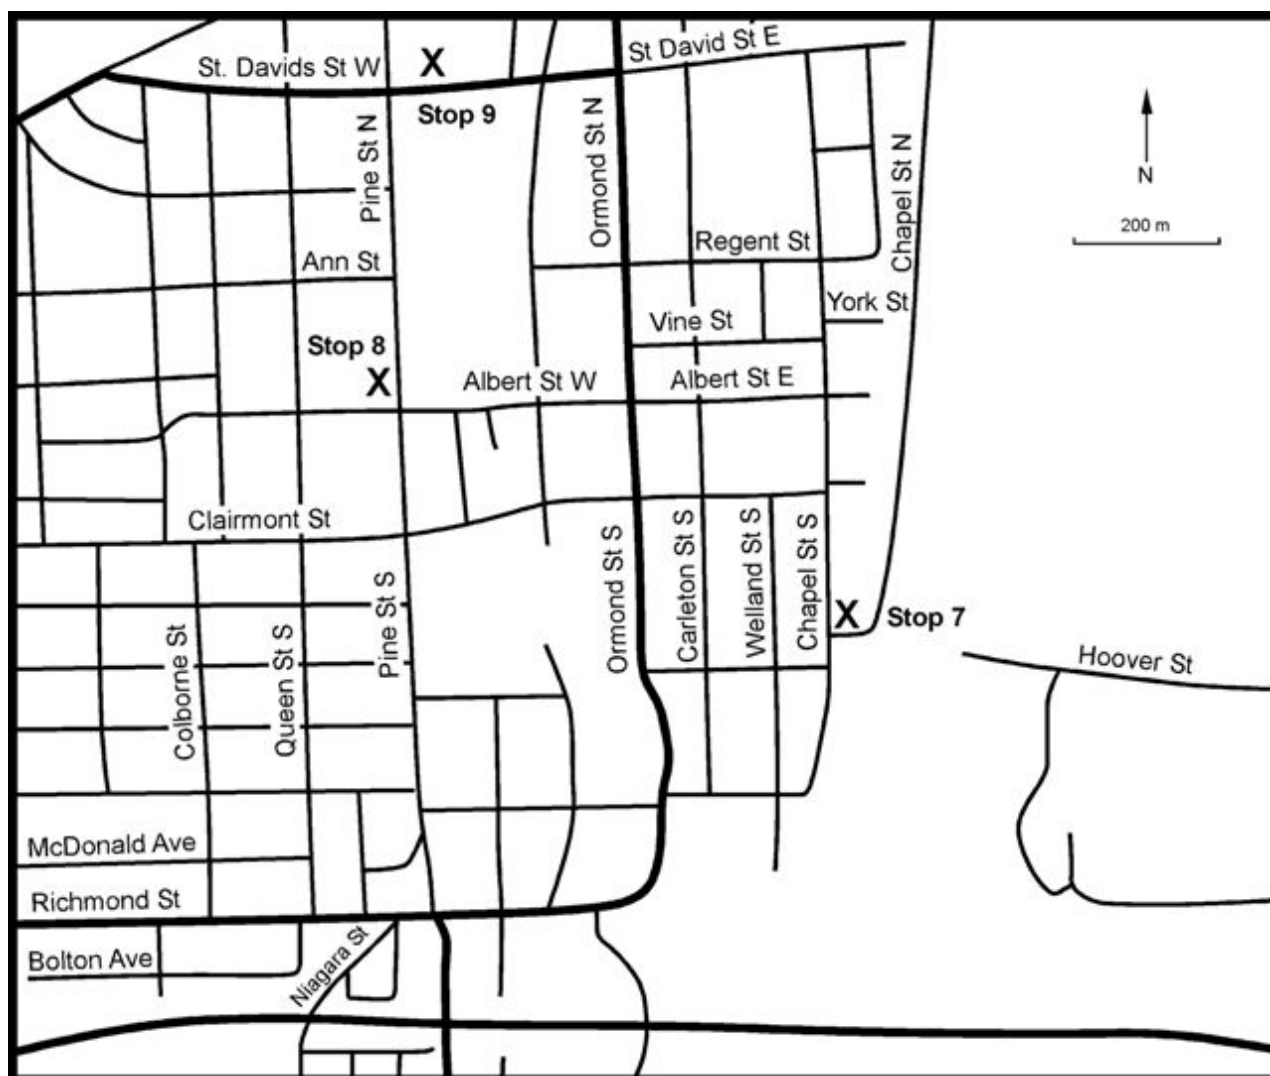 St. Davids St W
St David St E
Stop 9
Pine St N
Ormond St N
Chapel St N
N
200 m
Regent St
Ann St
York St
Vine St
Stop 8
Albert St W
Albert St E
Clairmont St
Ormond St S
Carleton St S
Welland St S
Chapel St S
Stop 7
Pine St S
Colborne St
Queen St S
Hoover St
McDonald Ave
Richmond St
Bolton Ave
Niagara St